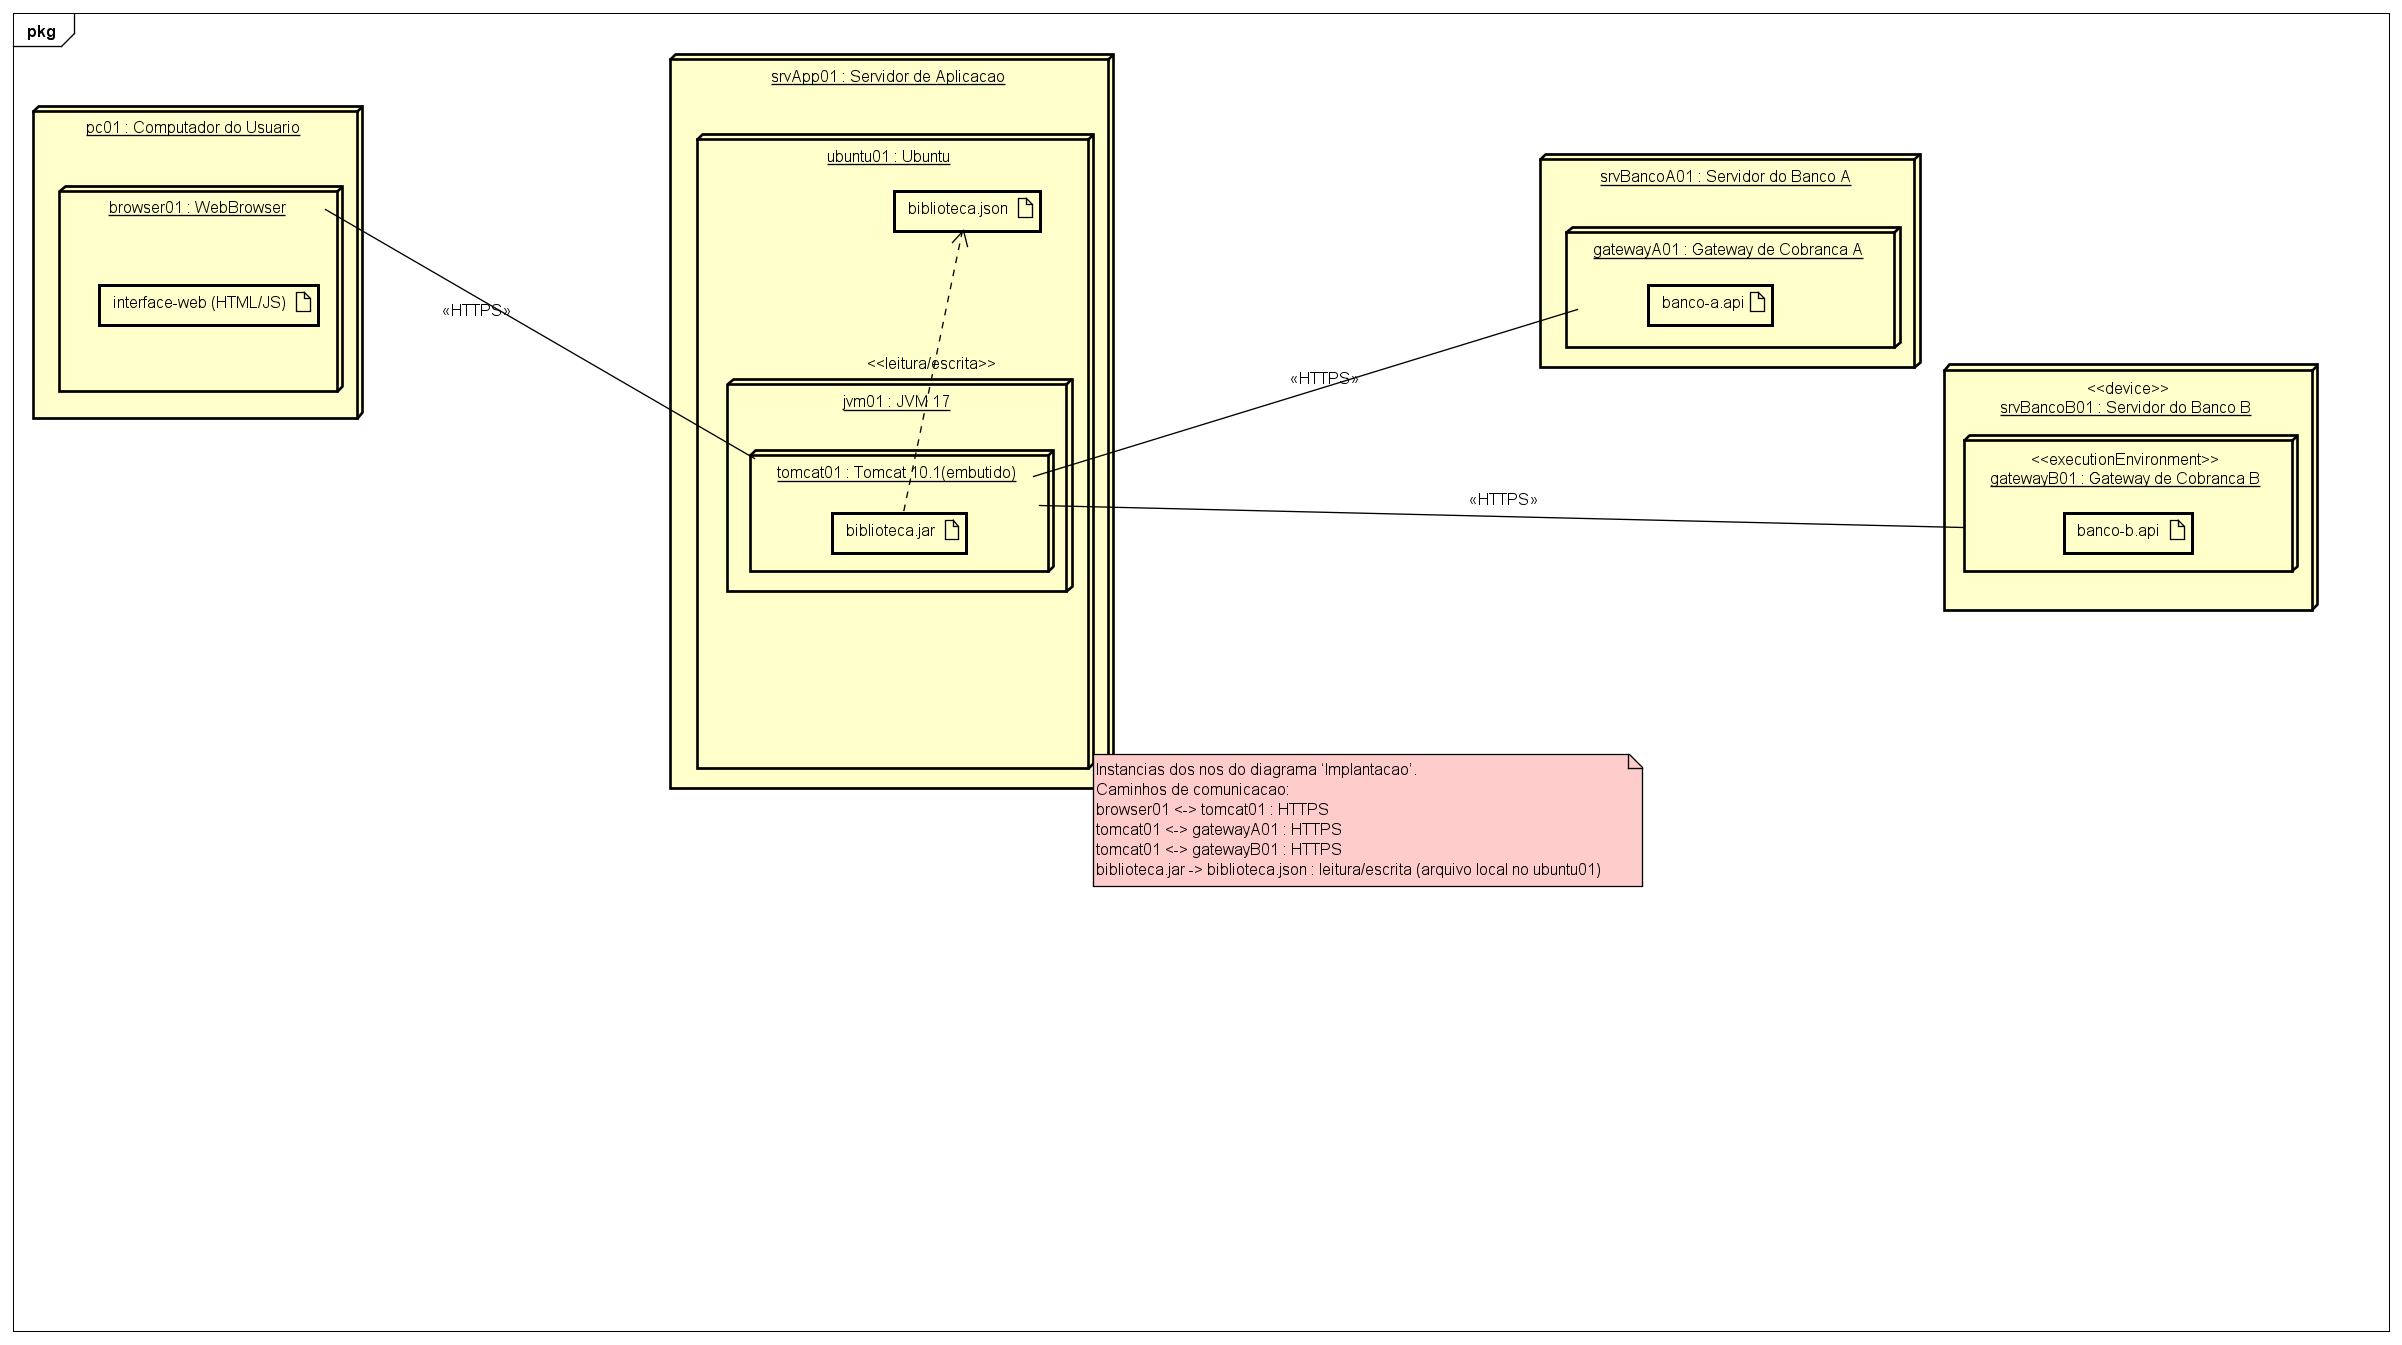 pkg
pc01 : Computador do Usuario
browser01 : WebBrowser
interface-web (HTML/JS)
«HTTPS»
srvApp01 : Servidor de Aplicacao
ubuntu01 : Ubuntu
biblioteca.json
<<leitura/escrita>>
jvm01 : JVM 17
tomcat01 : Tomcat 10.1(embutido)
biblioteca.jar
«HTTPS»
«HTTPS»
srvBancoA01 : Servidor do Banco A
gatewayA01 : Gateway de Cobranca A
banco-a.api
<<device>>
srvBancoB01 : Servidor do Banco B
<<executionEnvironment>>
gatewayB01 : Gateway de Cobranca B
banco-b.api
Instancias dos nos do diagrama 'Implantacao'.
Caminhos de comunicacao:
browser01 <-> tomcat01 : HTTPS
tomcat01 <-> gatewayA01 : HTTPS
tomcat01 <-> gatewayB01 : HTTPS
biblioteca.jar -> biblioteca.json : leitura/escrita (arquivo local no ubuntu01)